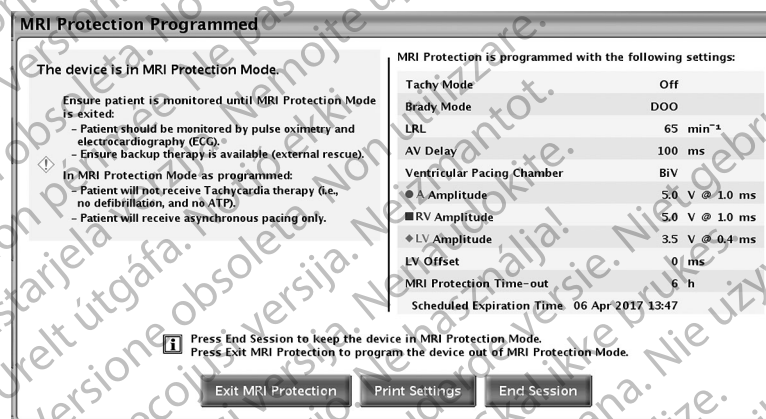 MRI Protection Programmed
The device is in MRI Protection Mode.
Ensure patient is monitored until MRI Protection Mode
is exited:
– Patient should be monitored by pulse oximetry and
electrocardiography (ECG).
– Ensure backup therapy is available (external rescue).
In MRI Protection Mode as programmed:
– Patient will not receive Tachycardia therapy (i.e.,
no defibrillation, and no ATP).
– Patient will receive asynchronous pacing only.
MRI Protection is programmed with the following settings:
Tachy Mode Off
Brady Mode DOO
LRL 65 min⁻¹
AV Delay 100 ms
Ventricular Pacing Chamber BiV
A Amplitude 5.0 V @ 1.0 ms
RV Amplitude 5.0 V @ 1.0 ms
LV Amplitude 3.5 V @ 0.4 ms
LV Offset 0 ms
MRI Protection Time-out 6 h
Scheduled Expiration Time 06 Apr 2017 13:47
i Press End Session to keep the device in MRI Protection Mode.
Press Exit MRI Protection to program the device out of MRI Protection Mode.
Exit MRI Protection Print Settings End Session